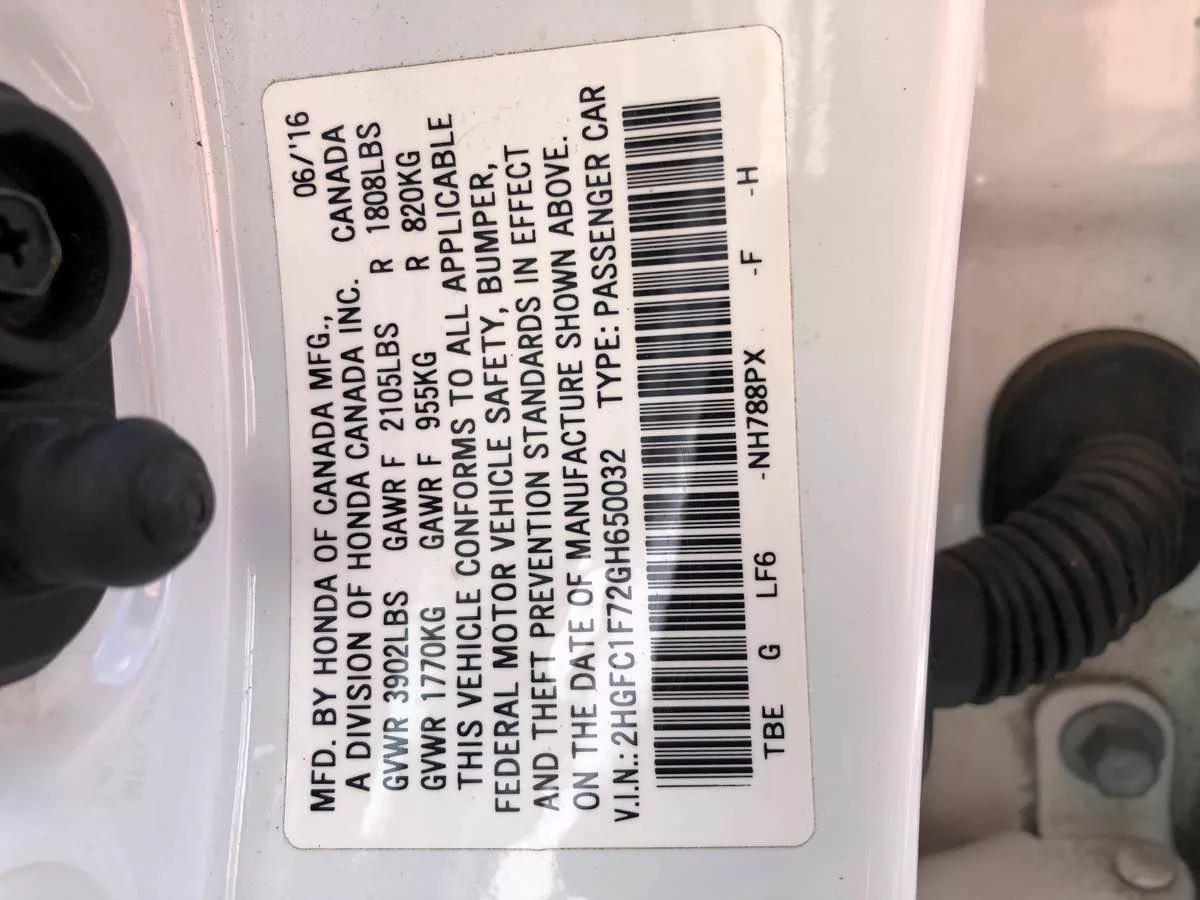 06/'16
MFD. BY HONDA OF CANADA MFG.,
A DIVISION OF HONDA CANADA INC. CANADA
GVWR 3902LBS GAWR F 2105LBS R 1808LBS
GVWR 1770KG GAWR F 955KG R 820KG
THIS VEHICLE CONFORMS TO ALL APPLICABLE
FEDERAL MOTOR VEHICLE SAFETY, BUMPER,
AND THEFT PREVENTION STANDARDS IN EFFECT
ON THE DATE OF MANUFACTURE SHOWN ABOVE.
V.I.N.: 2HGFC1F72GH650032 TYPE: PASSENGER CAR
TBE G LF6 -NH788PX -F -H